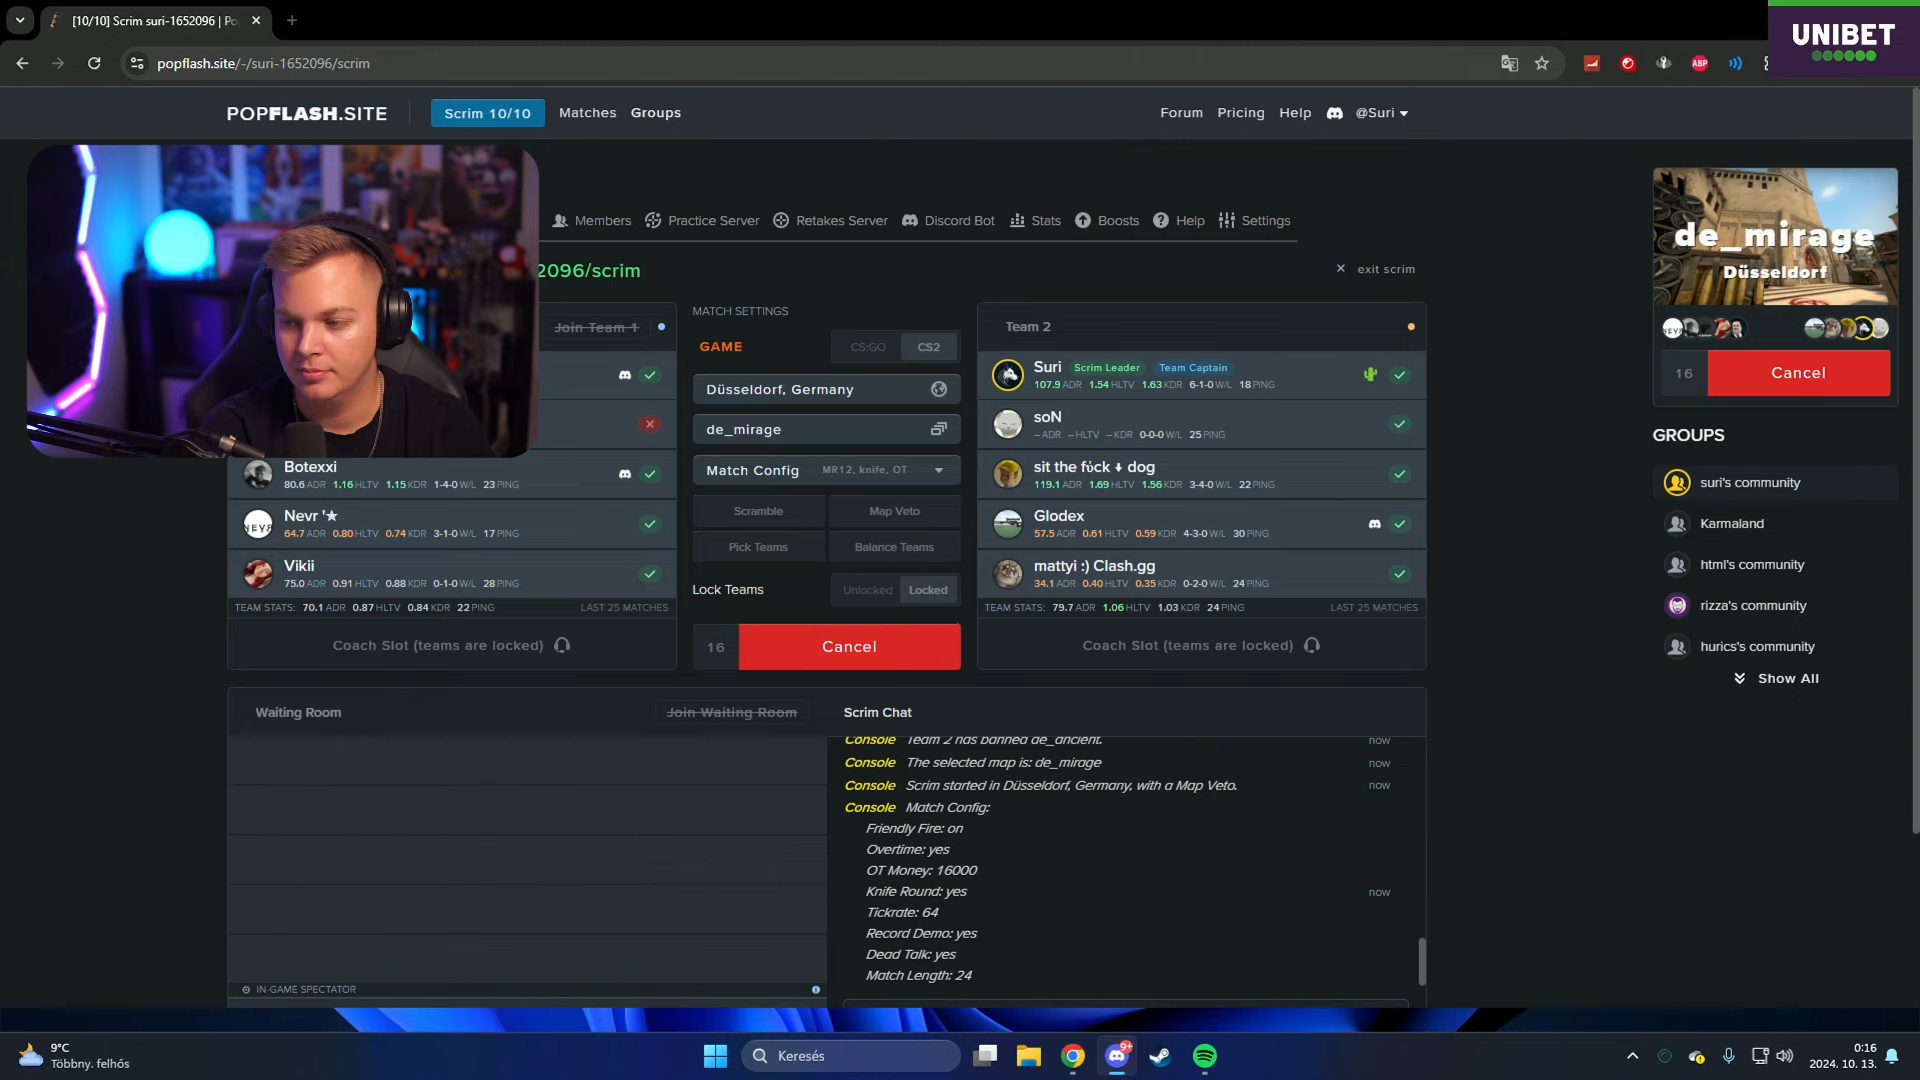 [10/10] Scrim suri-1652096 | Po
UNIBET
popflash.site/-/suri-1652096/scrim
ABP
POPFLASH.SITE
Scrim 10/10
Matches
Groups
Forum
Pricing
Help
@Suri
Members
Practice Server
Retakes Server
Discord Bot
Stats
Boosts
Help
Settings
2096/scrim
exit scrim
Join Team 1
Botexxi
80.6 ADR 1.16 HLTV 1.15 KDR 1-4-0 W/L 23 PING
NEVR
Nevr '★
64.7 ADR 0.80 HLTV 0.74 KDR 3-1-0 W/L 17 PING
Vikii
75.0 ADR 0.91 HLTV 0.88 KDR 0-1-0 W/L 28 PING
TEAM STATS: 70.1 ADR 0.87 HLTV 0.84 KDR 22 PING
LAST 25 MATCHES
Coach Slot (teams are locked)
MATCH SETTINGS
GAME
CS:GO
CS2
Düsseldorf, Germany
de_mirage
Match Config
MR12, knife, OT
Scramble
Map Veto
Pick Teams
Balance Teams
Lock Teams
Unlocked
Locked
16
Cancel
Team 2
Suri Scrim Leader Team Captain
107.9 ADR 1.54 HLTV 1.63 KDR 6-1-0 W/L 18 PING
soN
-- ADR -- HLTV -- KDR 0-0-0 W/L 25 PING
119.1 ADR 1.69 HLTV 1.56 KDR 3-4-0 W/L 22 PING
Glodex
57.5 ADR 0.61 HLTV 0.59 KDR 4-3-0 W/L 30 PING
mattyi :) Clash.gg
34.1 ADR 0.40 HLTV 0.35 KDR 0-2-0 W/L 24 PING
TEAM STATS: 79.7 ADR 1.06 HLTV 1.03 KDR 24 PING
LAST 25 MATCHES
Coach Slot (teams are locked)
de_mirage
Düsseldorf
16
Cancel
GROUPS
suri's community
Karmaland
html's community
rizza's community
hurics's community
Show All
Waiting Room
Join Waiting Room
IN-GAME SPECTATOR
Scrim Chat
Console Team 2 has banned de_ancient. now
Console The selected map is: de_mirage now
Console Scrim started in Düsseldorf, Germany, with a Map Veto. now
Console Match Config:
Friendly Fire: on
Overtime: yes
OT Money: 16000
Knife Round: yes now
Tickrate: 64
Record Demo: yes
Dead Talk: yes
Match Length: 24
9°C
Többny. felhős
Keresés
9+
0:16
2024. 10. 13.